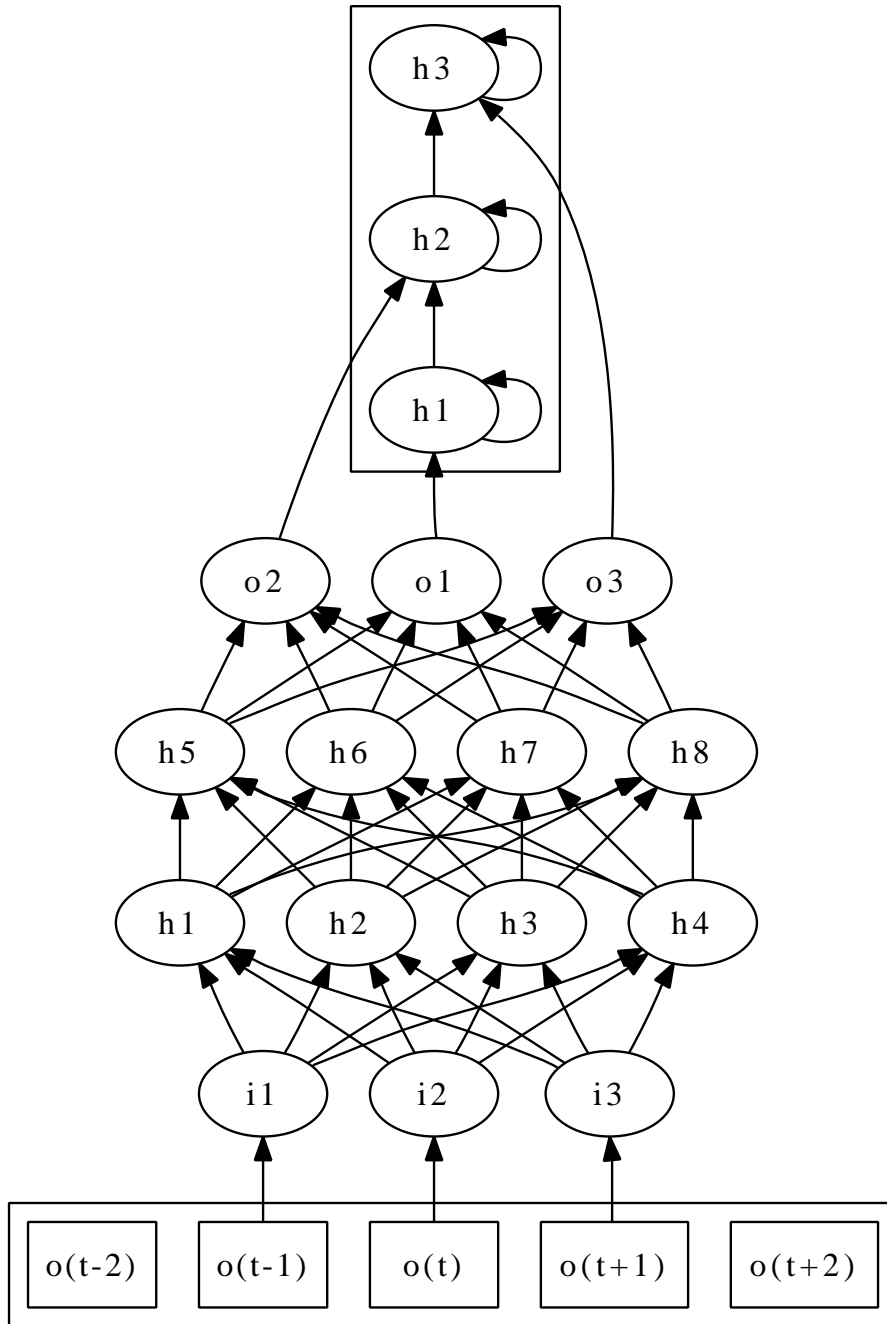 h3
h2
h1
o2 o1 o3
h5 h6 h7 h8
h1 h2 h3 h4
i1 i2 i3
o(t-2) o(t-1) o(t) o(t+1) o(t+2)